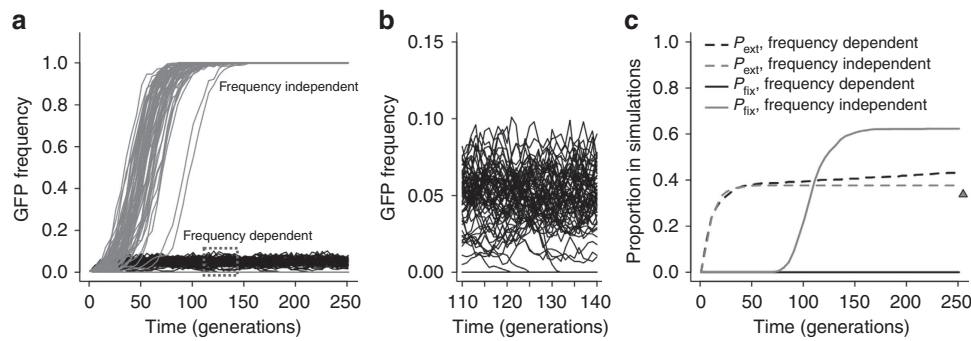 a
GFP frequency
1.0
0.8
0.6
0.4
0.2
0.0
Frequency independent
Frequency dependent
0 50 100 150 200 250
Time (generations)
b
GFP frequency
0.15
0.10
0.05
0.00
110 120 130 140
Time (generations)
c
Proportion in simulations
1.0
0.8
0.6
0.4
0.2
0.0
Pext, frequency dependent
Pext, frequency independent
Pfix, frequency dependent
Pfix, frequency independent
0 50 100 150 200 250
Time (generations)